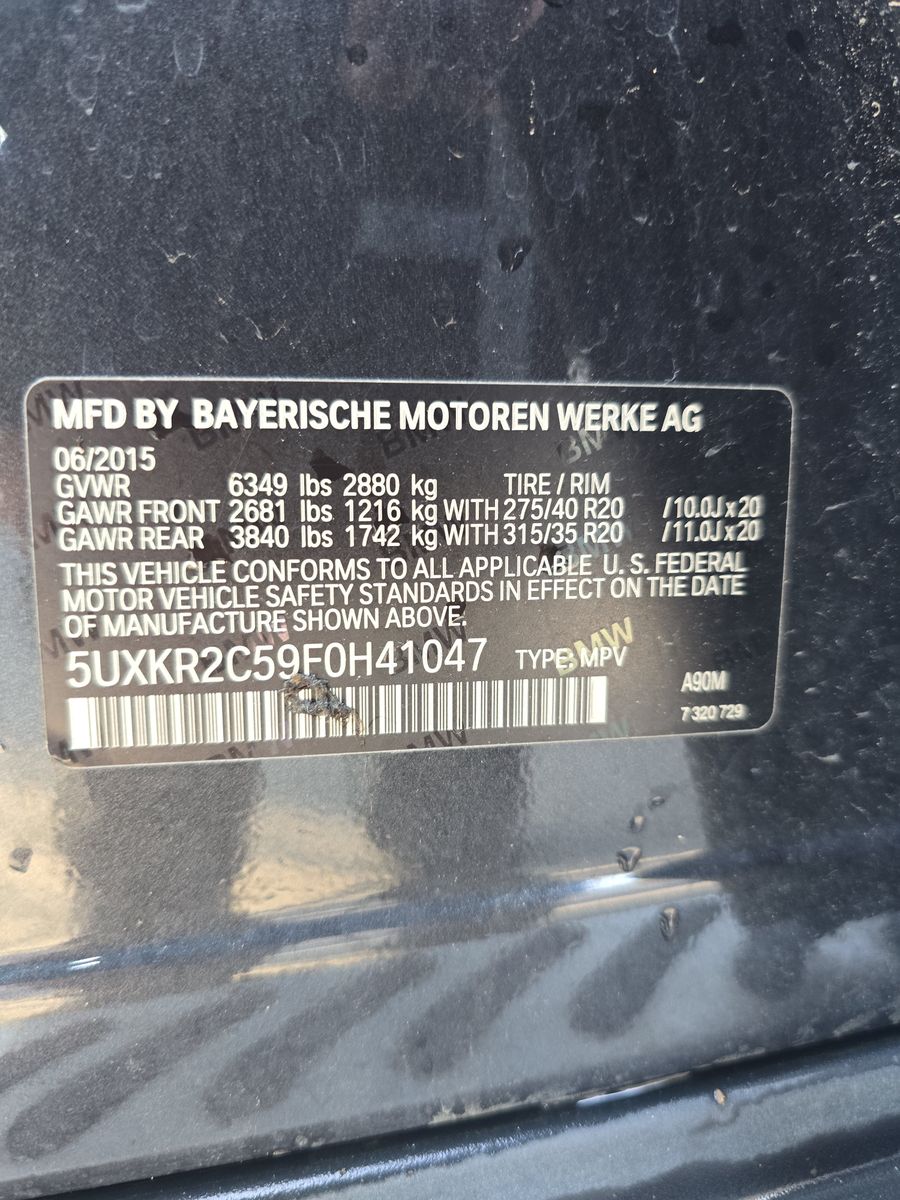 MFD BY BAYERISCHE MOTOREN WERKE AG
06/2015
GVWR 6349 lbs 2880 kg TIRE / RIM
GAWR FRONT 2681 lbs 1216 kg WITH 275/40 R20 /10.0J x 20
GAWR REAR 3840 lbs 1742 kg WITH 315/35 R20 /11.0J x 20
THIS VEHICLE CONFORMS TO ALL APPLICABLE U. S. FEDERAL
MOTOR VEHICLE SAFETY STANDARDS IN EFFECT ON THE DATE
OF MANUFACTURE SHOWN ABOVE.
5UXKR2C59F0H41047 TYPE: MPV
A90M
7 320 729